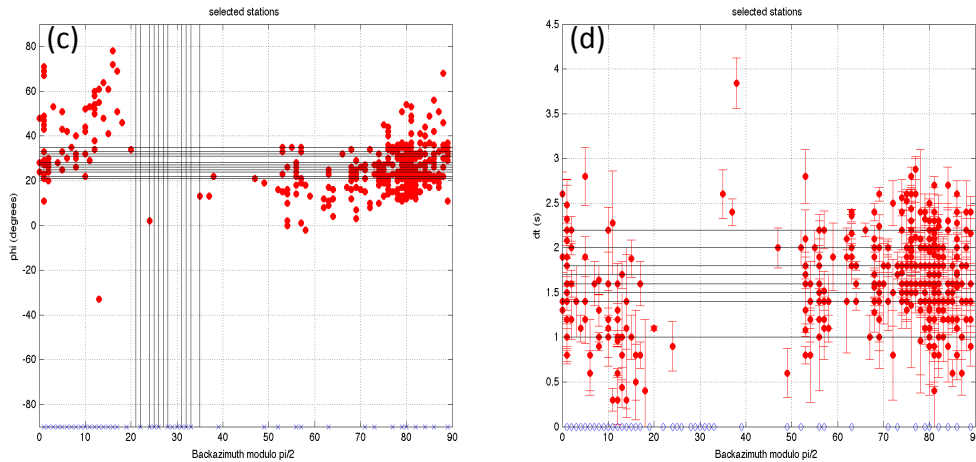 selected stations
(c)
phi (degrees)
80
60
40
20
0
-20
-40
-60
-80
0 10 20 30 40 50 60 70 80 90
Backazimuth modulo pi/2
selected stations
(d)
dt (s)
4.5
4
3.5
3
2.5
2
1.5
1
0.5
0
0 10 20 30 40 50 60 70 80 9
Backazimuth modulo pi/2